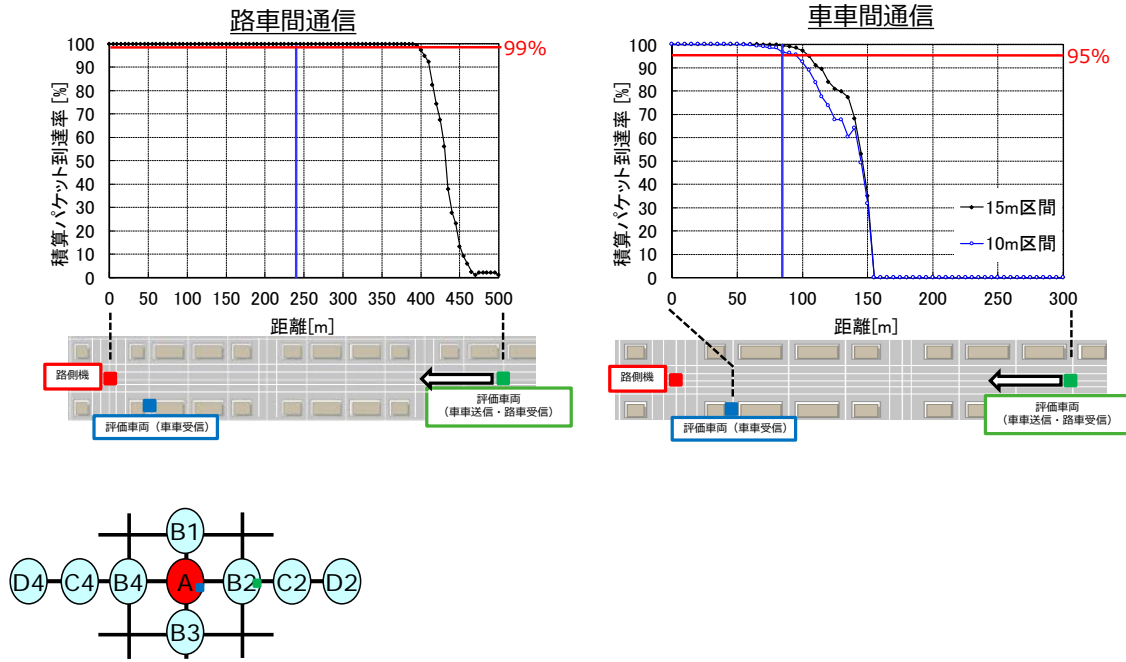 路車間通信
100
90
80
70
60
50
40
30
20
10
0
積算パケット到達率 [%]
99%
0 50 100 150 200 250 300 350 400 450 500
距離[m]
路側機
評価車両（車車受信）
評価車両
（車車送信・路車受信）
車車間通信
100
90
80
70
60
50
40
30
20
10
0
積算パケット到達率 [%]
95%
15m区間
10m区間
0 50 100 150 200 250 300
距離[m]
路側機
評価車両（車車受信）
評価車両
（車車送信・路車受信）
B1
D4 C4 B4 A B2 C2 D2
B3